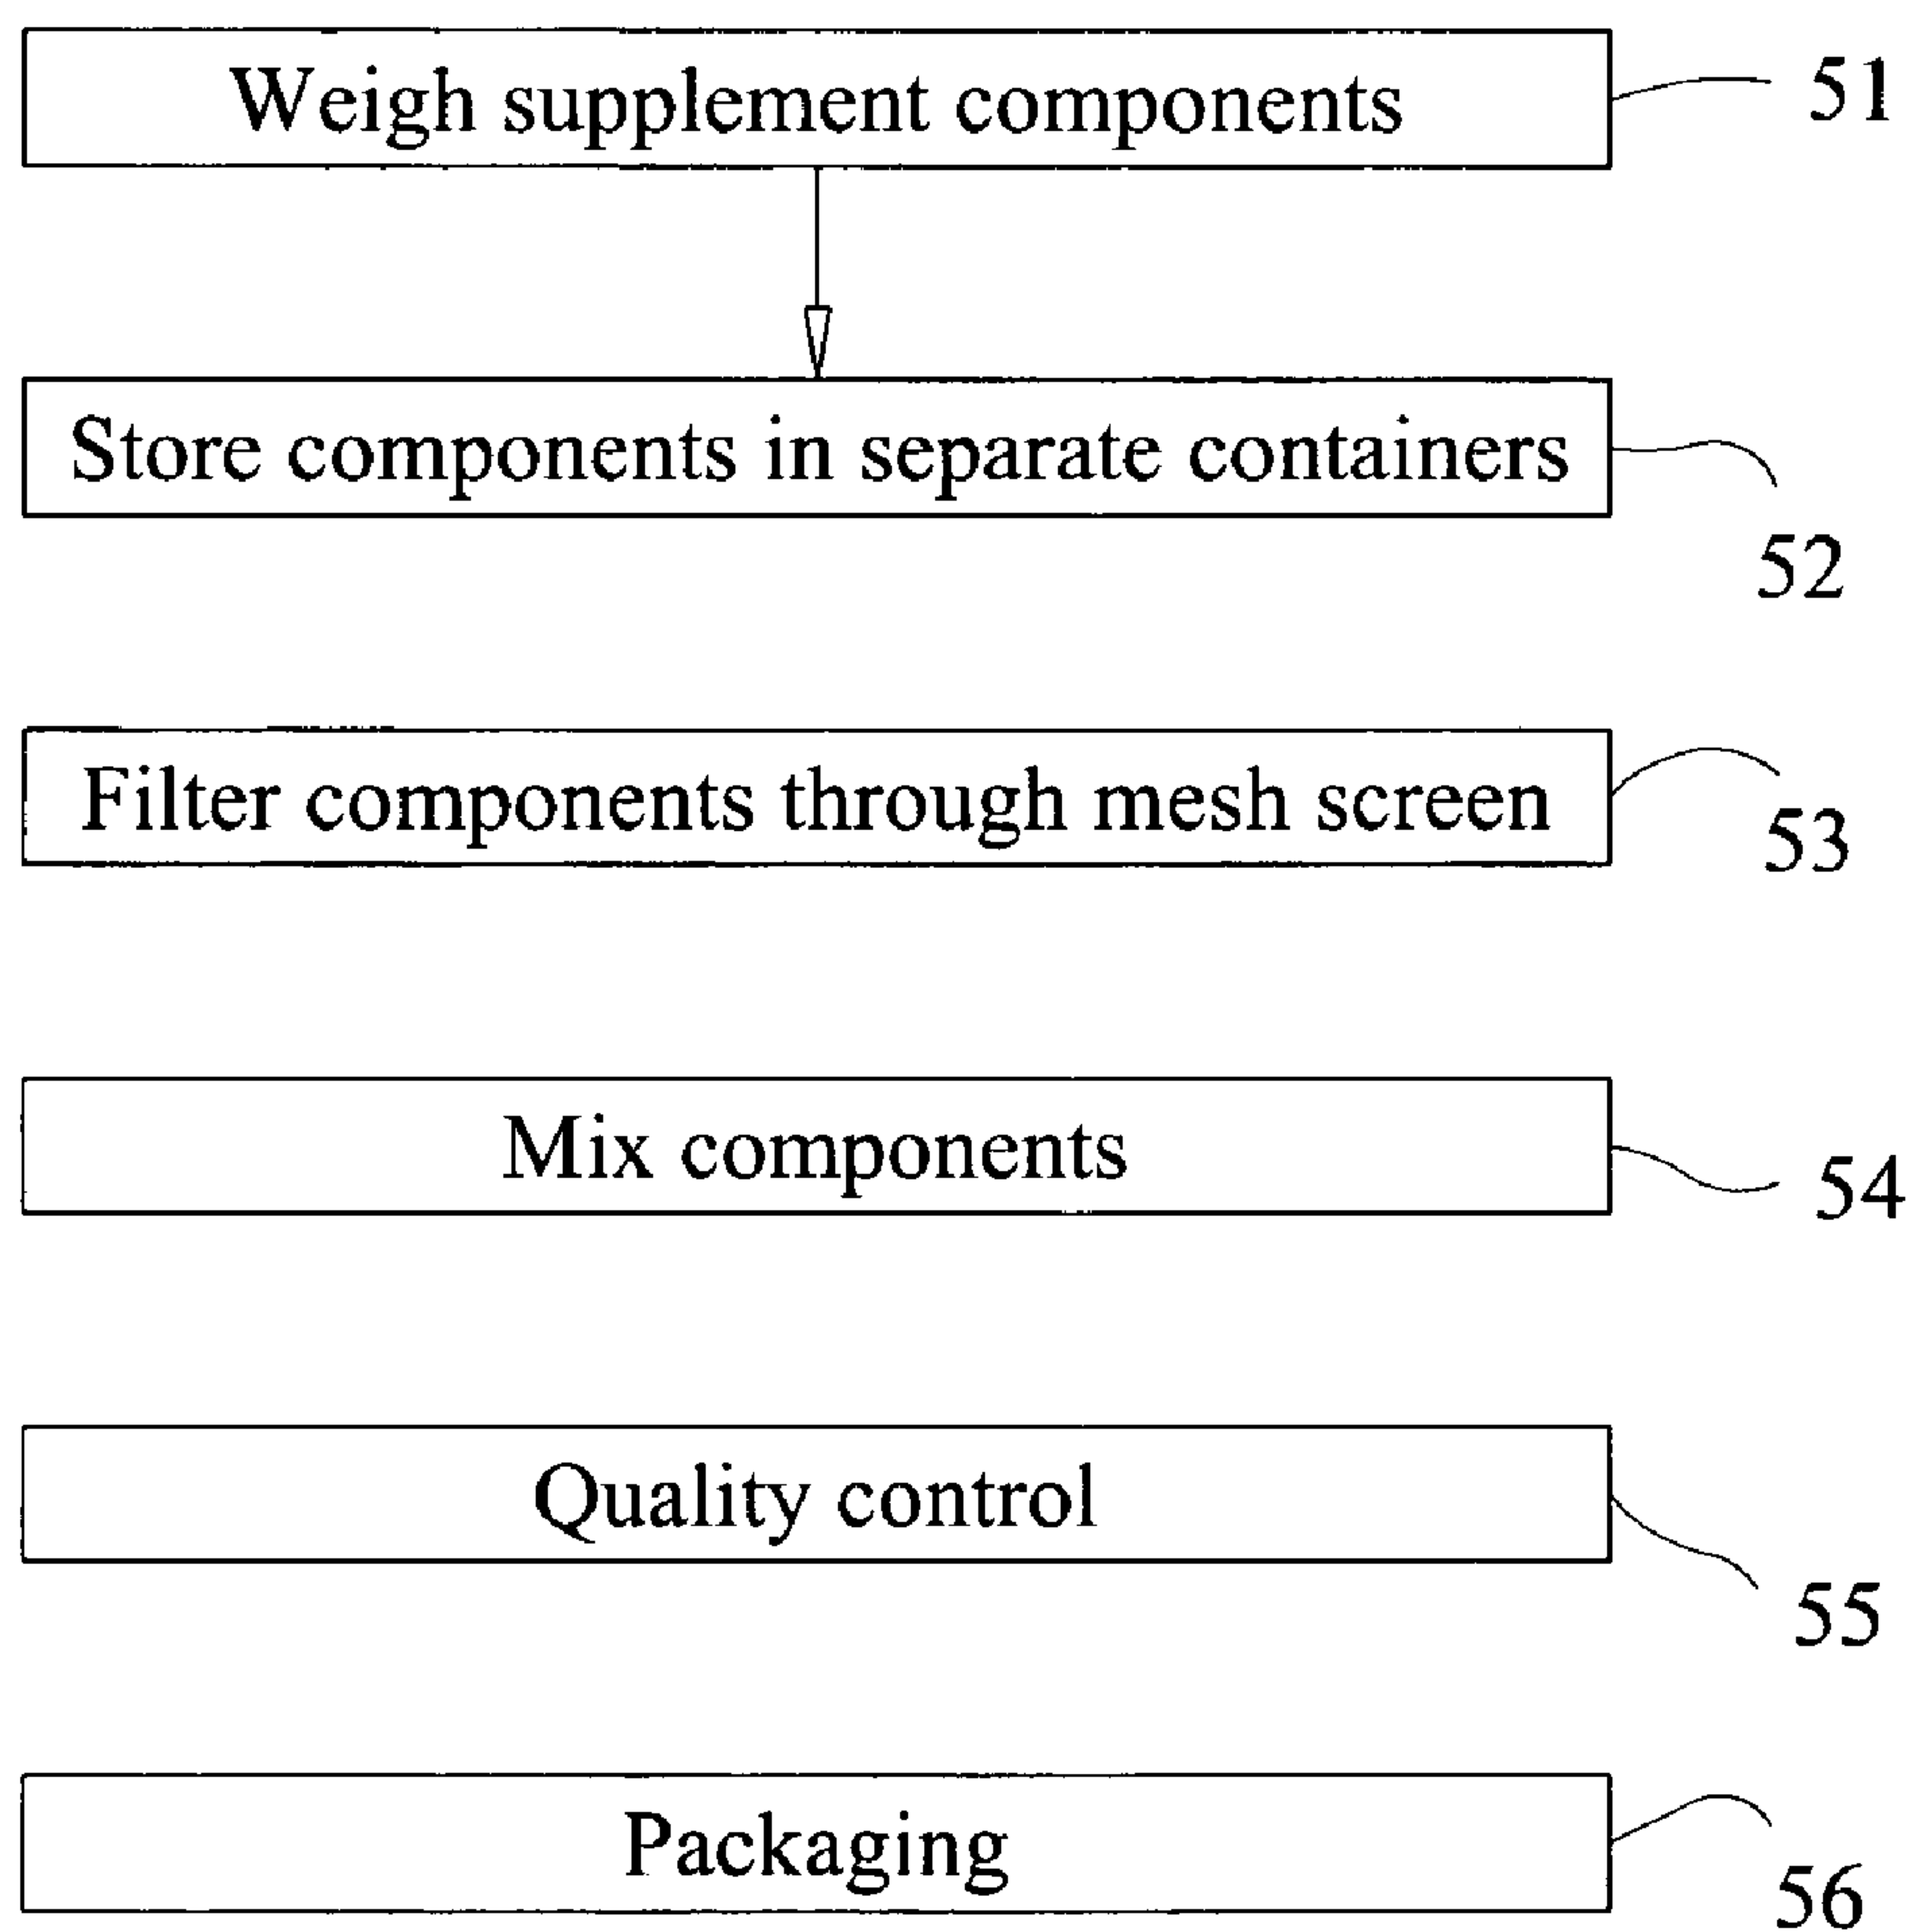 Weigh supplement components 51
Store components in separate containers
52
Filter components through mesh screen
53
Mix components 54
Quality control
55
Packaging
56